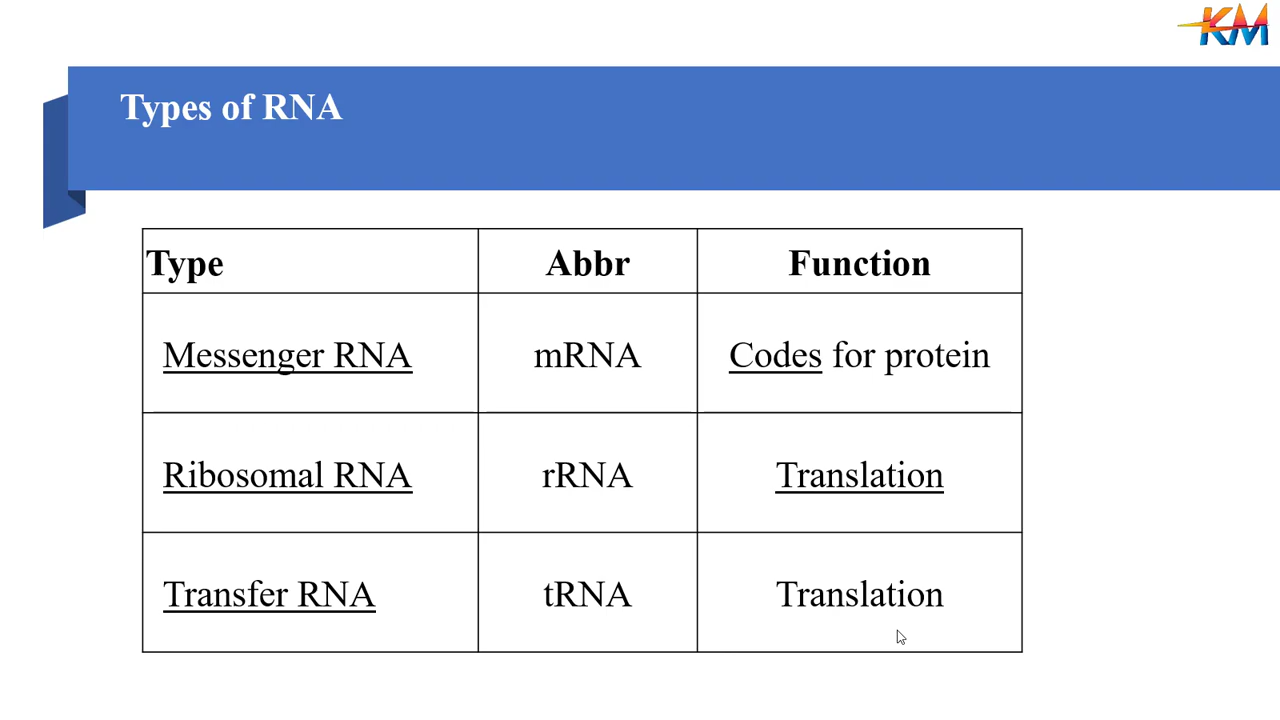 KM
Types of RNA
Type Abbr Function
Messenger RNA mRNA Codes for protein
Ribosomal RNA rRNA Translation
Transfer RNA tRNA Translation